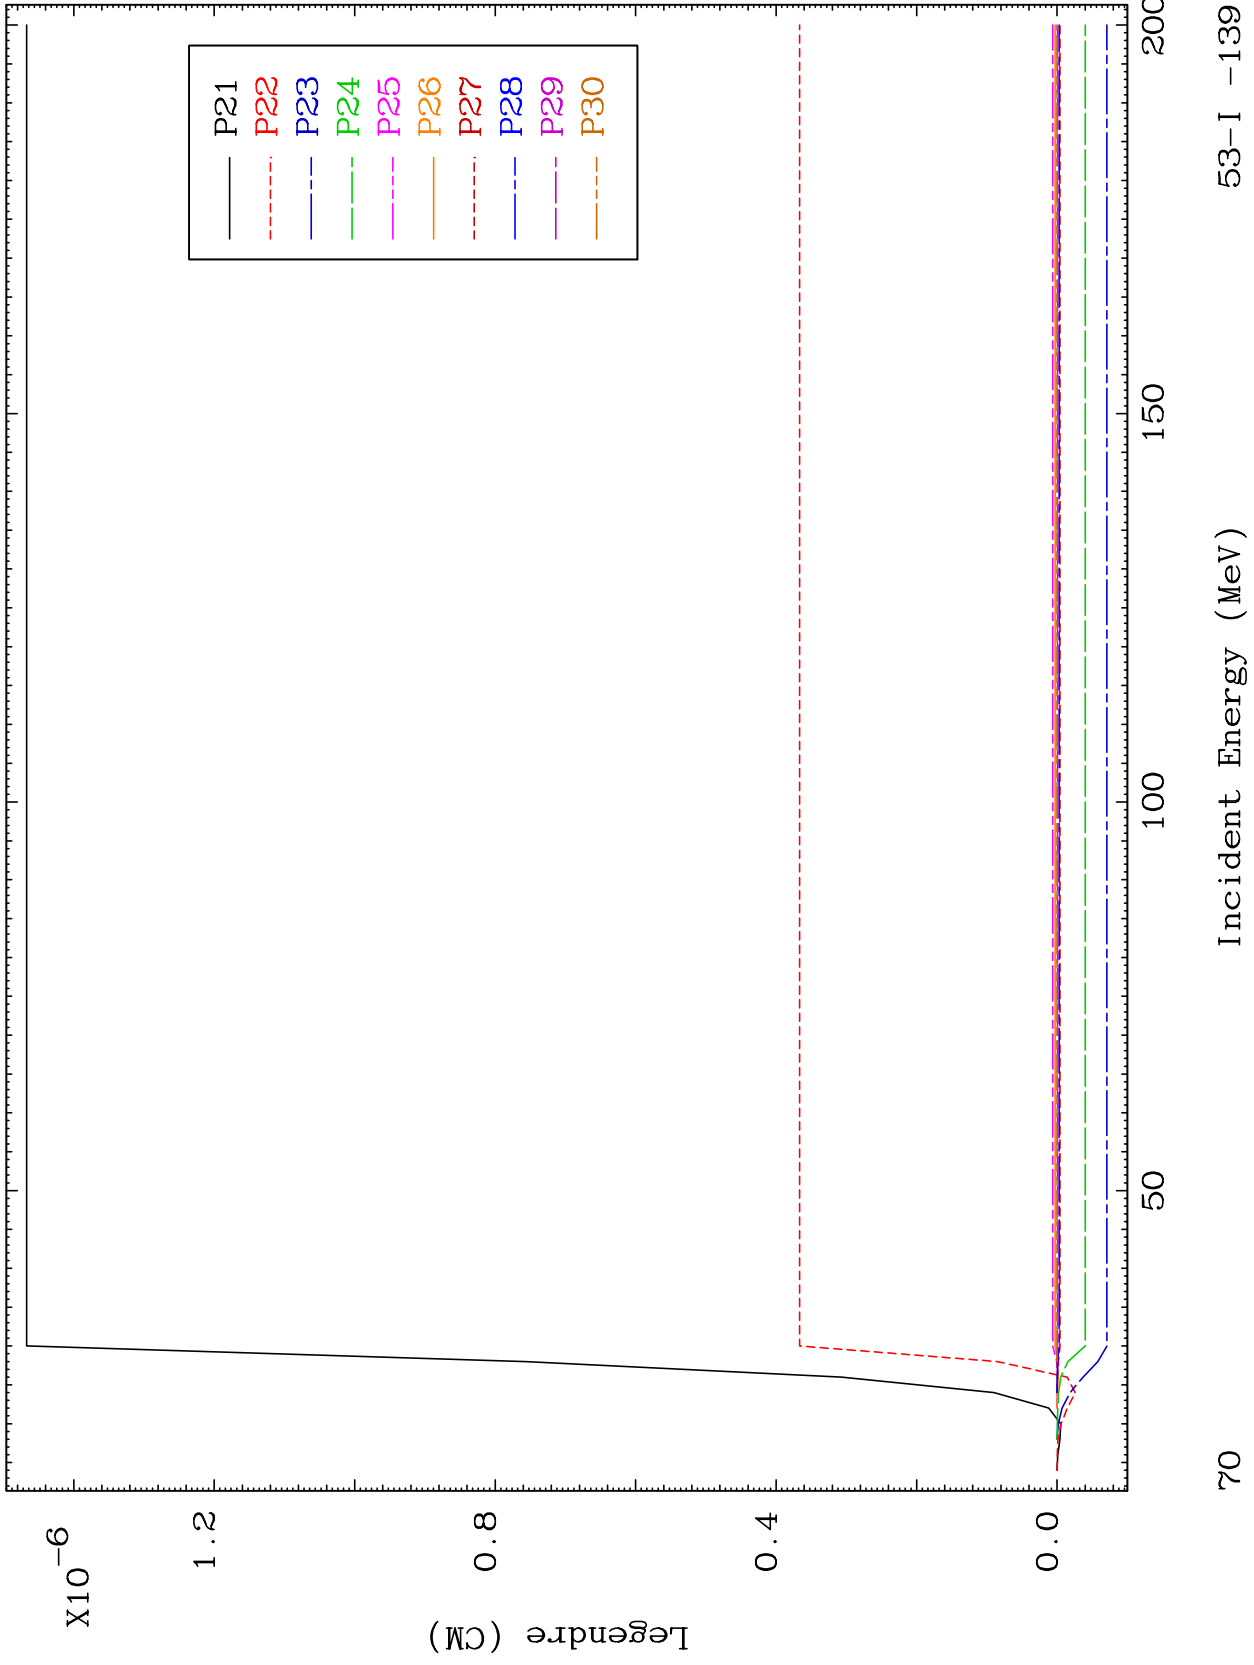 X10-6
1.2
0.8
0.4
0.0
Legendre (CM)
P21
P22
P23
P24
P25
P26
P27
P28
P29
P30
50
100
150
200
Incident Energy (MeV)
70
53-I -139